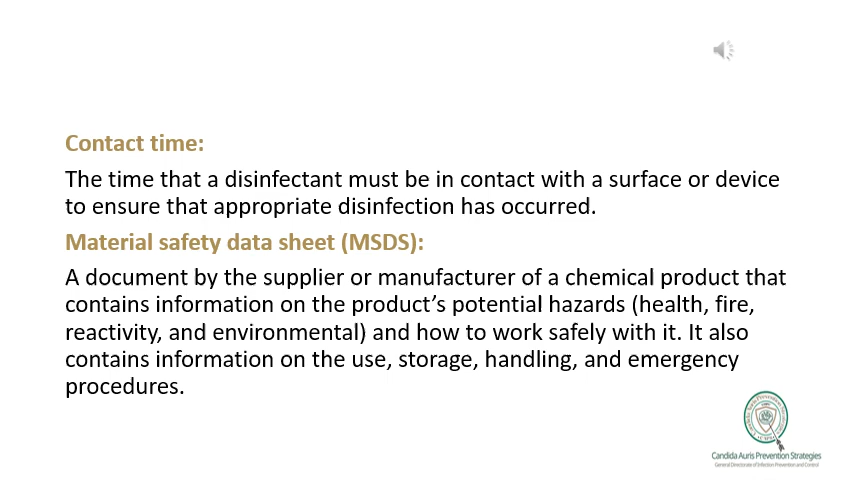 Contact time:
The time that a disinfectant must be in contact with a surface or device
to ensure that appropriate disinfection has occurred.
Material safety data sheet (MSDS):
A document by the supplier or manufacturer of a chemical product that
contains information on the product’s potential hazards (health, fire,
reactivity, and environmental) and how to work safely with it. It also
contains information on the use, storage, handling, and emergency
procedures.
Candida Auris Prevention Strategies
General Directorate of Infection Prevention and Control